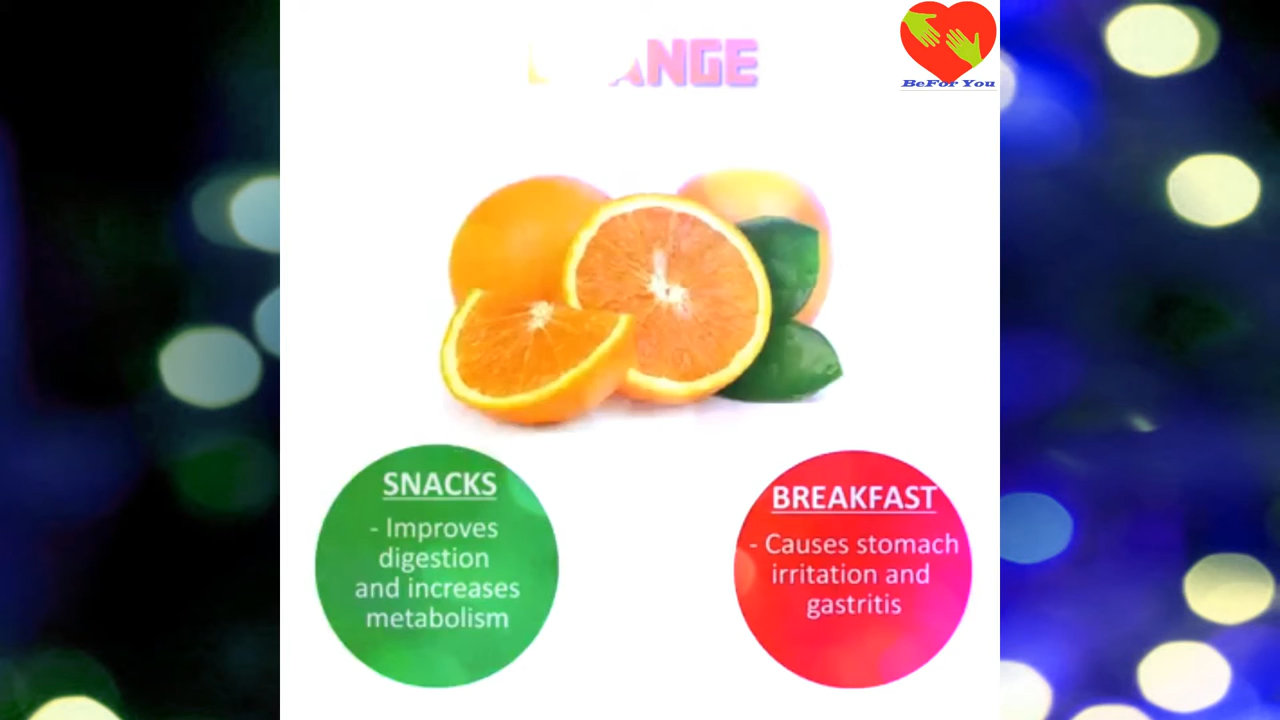 ANGE
BeFor You
SNACKS
- Improves
digestion
and increases
metabolism
BREAKFAST
- Causes stomach
irritation and
gastritis